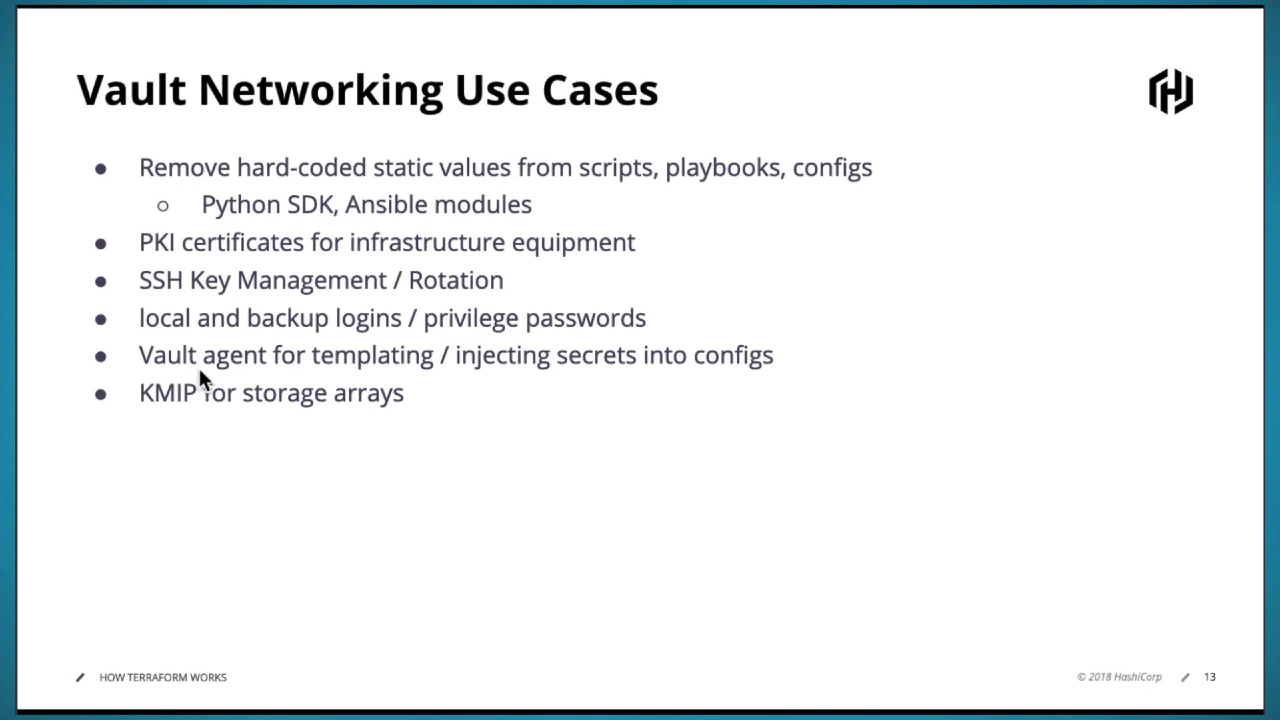 Vault Networking Use Cases
● Remove hard-coded static values from scripts, playbooks, configs
○ Python SDK, Ansible modules
● PKI certificates for infrastructure equipment
● SSH Key Management / Rotation
● local and backup logins / privilege passwords
● Vault agent for templating / injecting secrets into configs
● KMIP for storage arrays
HOW TERRAFORM WORKS
© 2018 HashiCorp
13